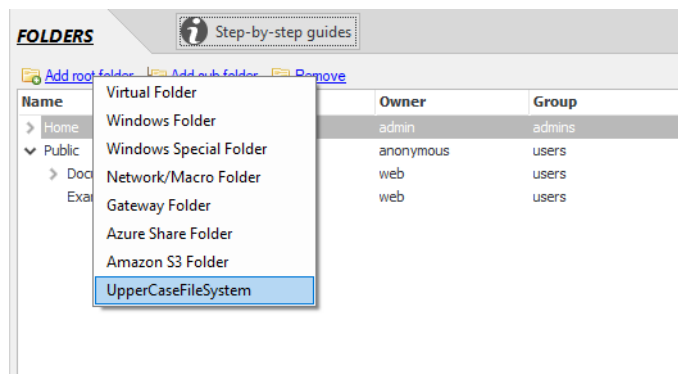 FOLDERS
Step-by-step guides
Add root folder Add sub folder Remove
Name Owner Group
Home admin admins
Public anonymous users
web users
web users
Virtual Folder
Windows Folder
Windows Special Folder
Network/Macro Folder
Gateway Folder
Azure Share Folder
Amazon S3 Folder
UpperCaseFileSystem